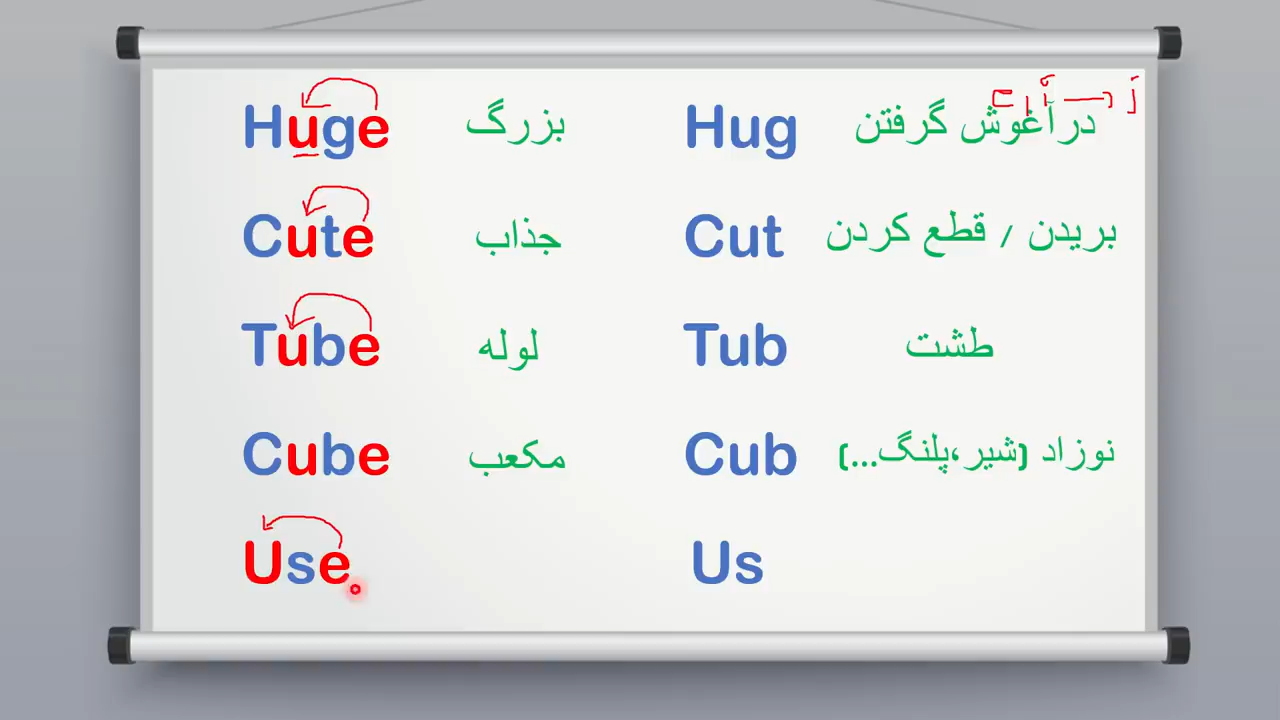 Huge بزرگ Hug درآغوش گرفتن
Cute جذاب Cut بریدن / قطع کردن
Tube لوله Tub طشت
Cube مکعب Cub نوزاد (شیر،پلنگ...)
Use Us